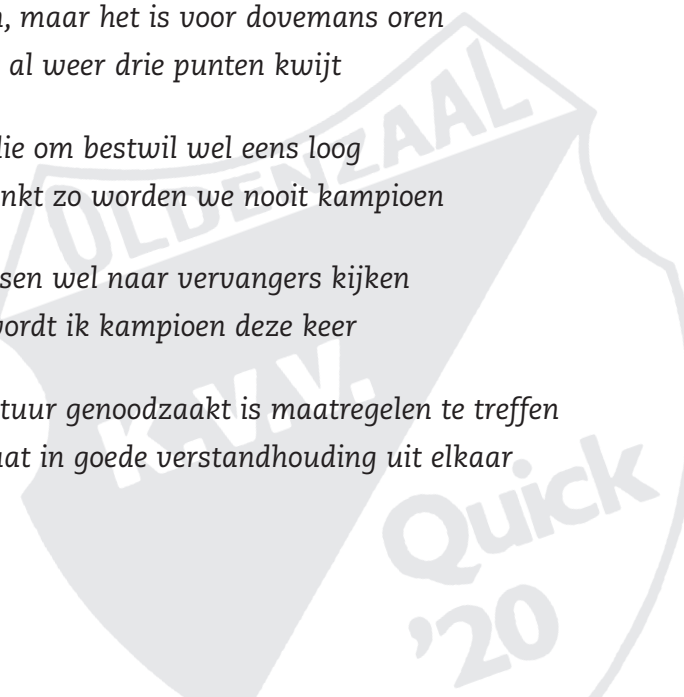 , maar het is voor dovemans oren
al weer drie punten kwijt
die om bestwil wel eens loog
nkt zo worden we nooit kampioen
sen wel naar vervangers kijken
wordt ik kampioen deze keer
tuur genoodzaakt is maatregelen te treffen
aat in goede verstandhouding uit elkaar
OLDENZAAL
K.V.V.
Quick
'20